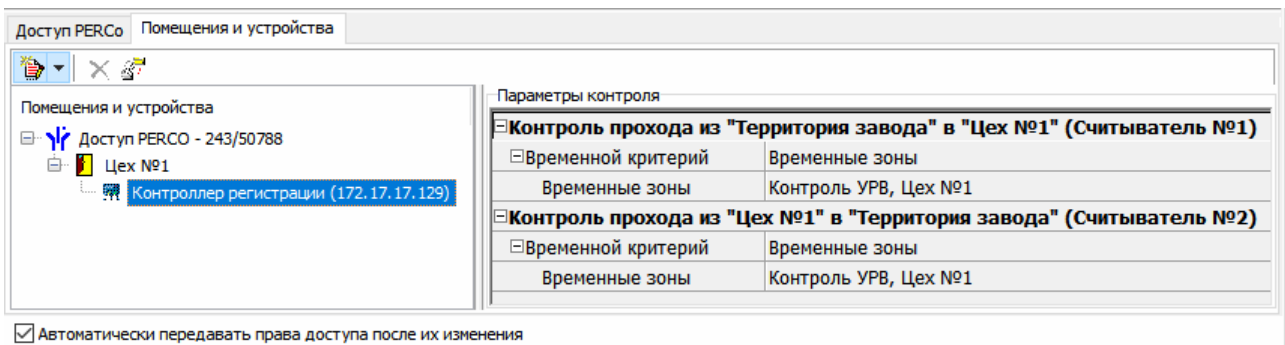 Доступ PERCo Помещения и устройства
Помещения и устройства
Доступ PERCO - 243/50788
Цех №1
Контроллер регистрации (172.17.17.129)
Параметры контроля
Контроль прохода из "Территория завода" в "Цех №1" (Считыватель №1)
Временной критерий Временные зоны
Временные зоны Контроль УРВ, Цех №1
Контроль прохода из "Цех №1" в "Территория завода" (Считыватель №2)
Временной критерий Временные зоны
Временные зоны Контроль УРВ, Цех №1
Автоматически передавать права доступа после их изменения